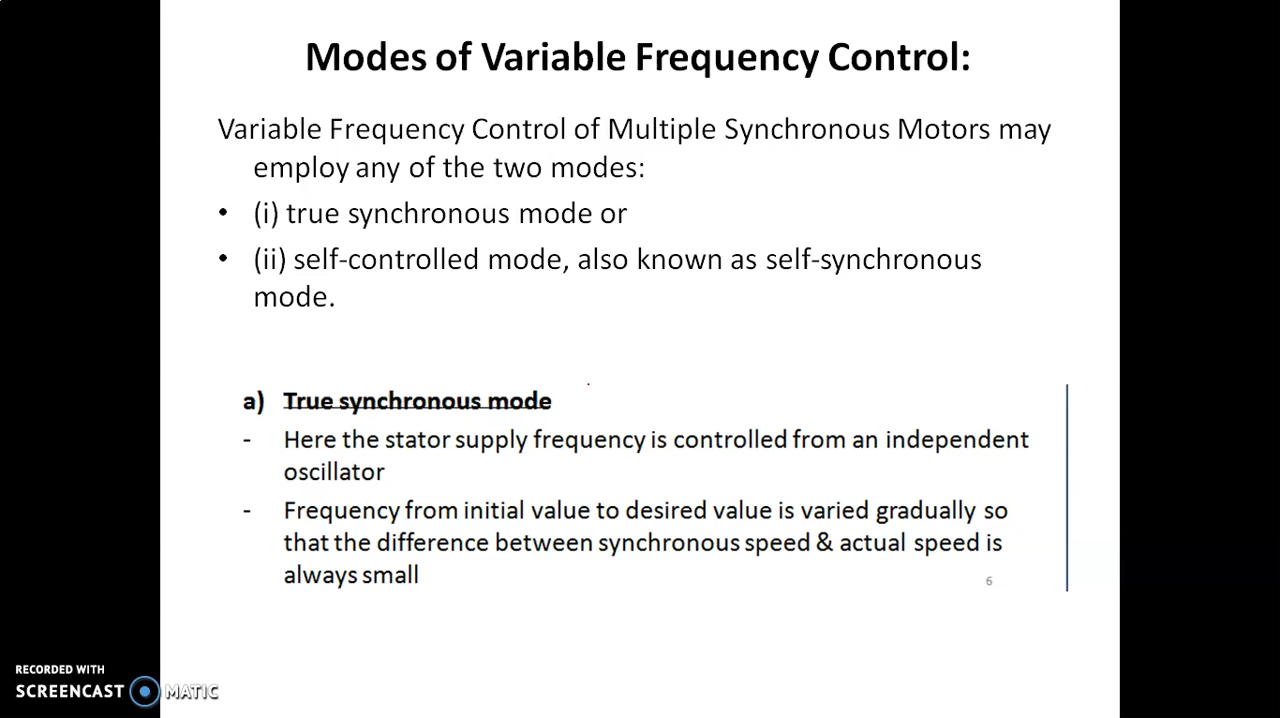 Modes of Variable Frequency Control:
Variable Frequency Control of Multiple Synchronous Motors may
employ any of the two modes:
• (i) true synchronous mode or
• (ii) self-controlled mode, also known as self-synchronous
mode.
a) True synchronous mode
- Here the stator supply frequency is controlled from an independent
oscillator
- Frequency from initial value to desired value is varied gradually so
that the difference between synchronous speed & actual speed is
always small
6
RECORDED WITH
SCREENCAST MATIC